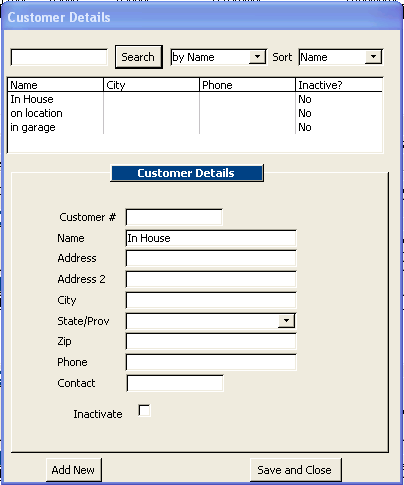 Customer Details
Search by Name Sort Name
Name City Phone Inactive?
In House No
on location No
in garage No
Customer Details
Customer #
Name In House
Address
Address 2
City
State/Prov
Zip
Phone
Contact
Inactivate
Add New Save and Close